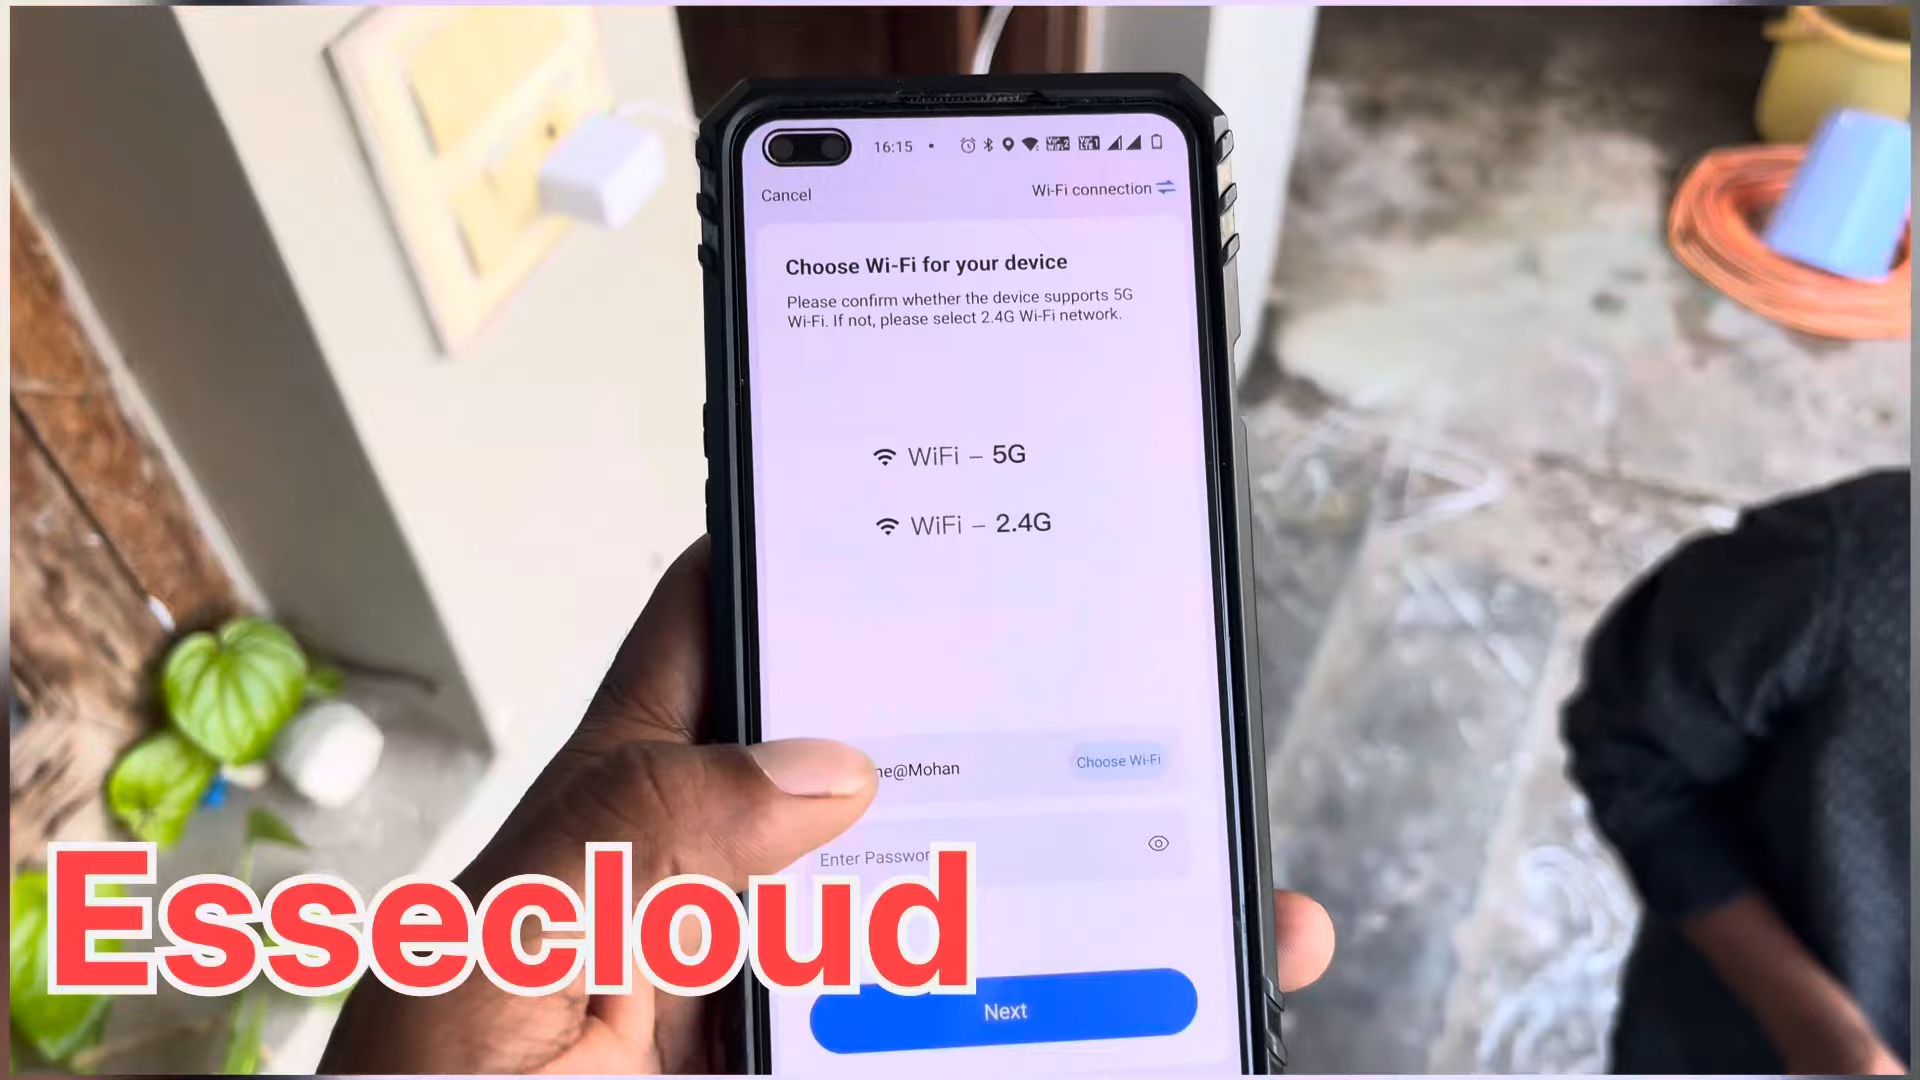 16:15
Cancel
Wi-Fi connection
Choose Wi-Fi for your device
Please confirm whether the device supports 5G
Wi-Fi. If not, please select 2.4G Wi-Fi network.
WiFi – 5G
WiFi – 2.4G
ne@Mohan
Choose Wi-Fi
Enter Passwor
Essecloud
Next